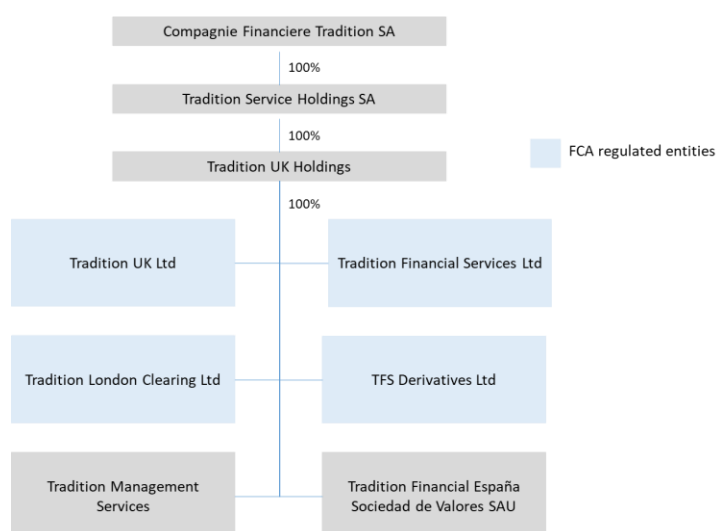 Compagnie Financiere Tradition SA
100%
Tradition Service Holdings SA
100%
Tradition UK Holdings
FCA regulated entities
100%
Tradition UK Ltd
Tradition Financial Services Ltd
Tradition London Clearing Ltd
TFS Derivatives Ltd
Tradition Management
Services
Tradition Financial España
Sociedad de Valores SAU